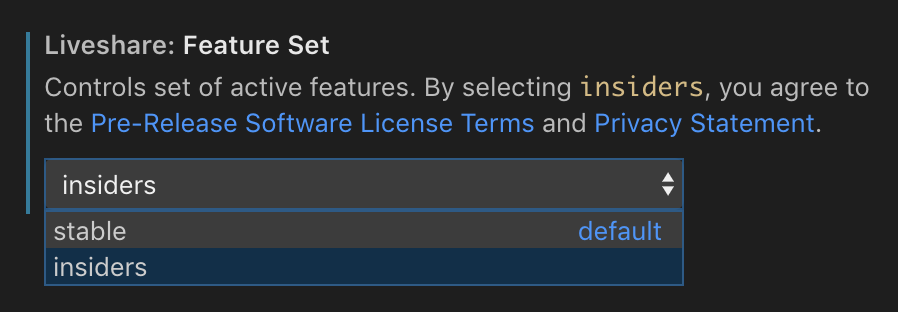 Liveshare: Feature Set
Controls set of active features. By selecting insiders, you agree to
the Pre-Release Software License Terms and Privacy Statement.
insiders
stable default
insiders